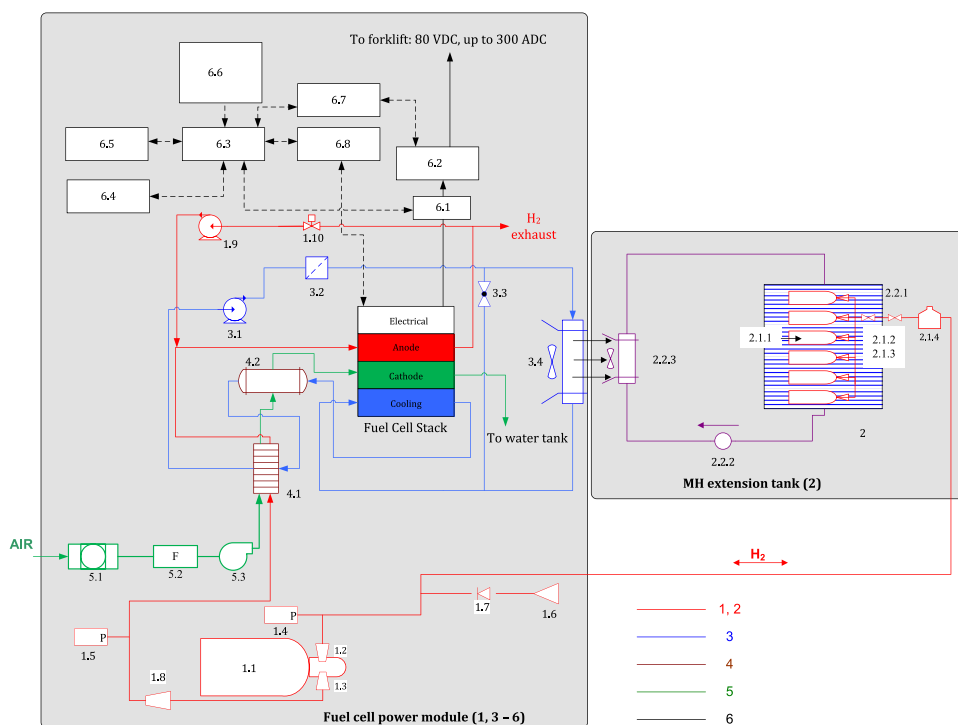 To forklift: 80 VDC, up to 300 ADC
6.6
6.7
6.5
6.3
6.8
6.2
6.4
6.1
H2
exhaust
1.9
1.10
3.2
3.3
3.1
Electrical
Anode
Cathode
Cooling
Fuel Cell Stack
4.2
3.4
2.2.3
2.2.1
2.1.1
2.1.2
2.1.3
2,1,4
To water tank
2.2.2
2
MH extension tank (2)
4.1
AIR
F
5.1
5.2
5.3
H2
1.7
1.6
P
1.4
P
1.5
1.2
1.1
1.3
1.8
Fuel cell power module (1, 3 – 6)
1, 2
3
4
5
6